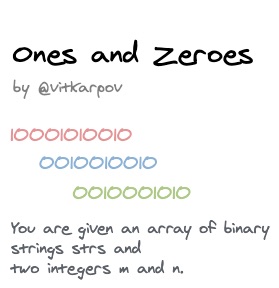 Ones and Zeroes
by @vitkarpov
10001010010
0010010010
0010001010
You are given an array of binary
strings strs and
two integers m and n.